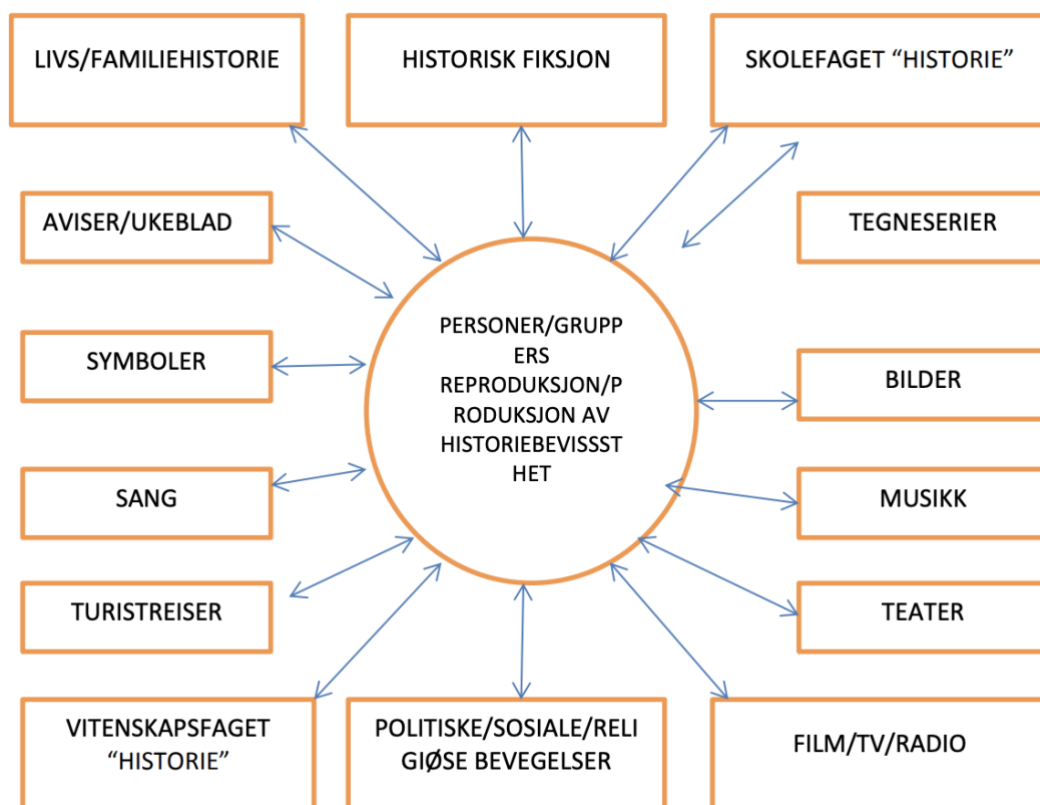 LIVS/FAMILIEHISTORIE
HISTORISK FIKSJON
SKOLEFAGET “HISTORIE”
AVISER/UKEBLAD
TEGNESERIER
PERSONER/GRUPP
ERS
REPRODUKSJON/P
RODUKSJON AV
HISTORIEBEVISSST
HET
SYMBOLER
BILDER
SANG
MUSIKK
TURISTREISER
TEATER
VITENSKAPSFAGET
“HISTORIE”
POLITISKE/SOSIALE/RELI
GIØSE BEVEGELSER
FILM/TV/RADIO